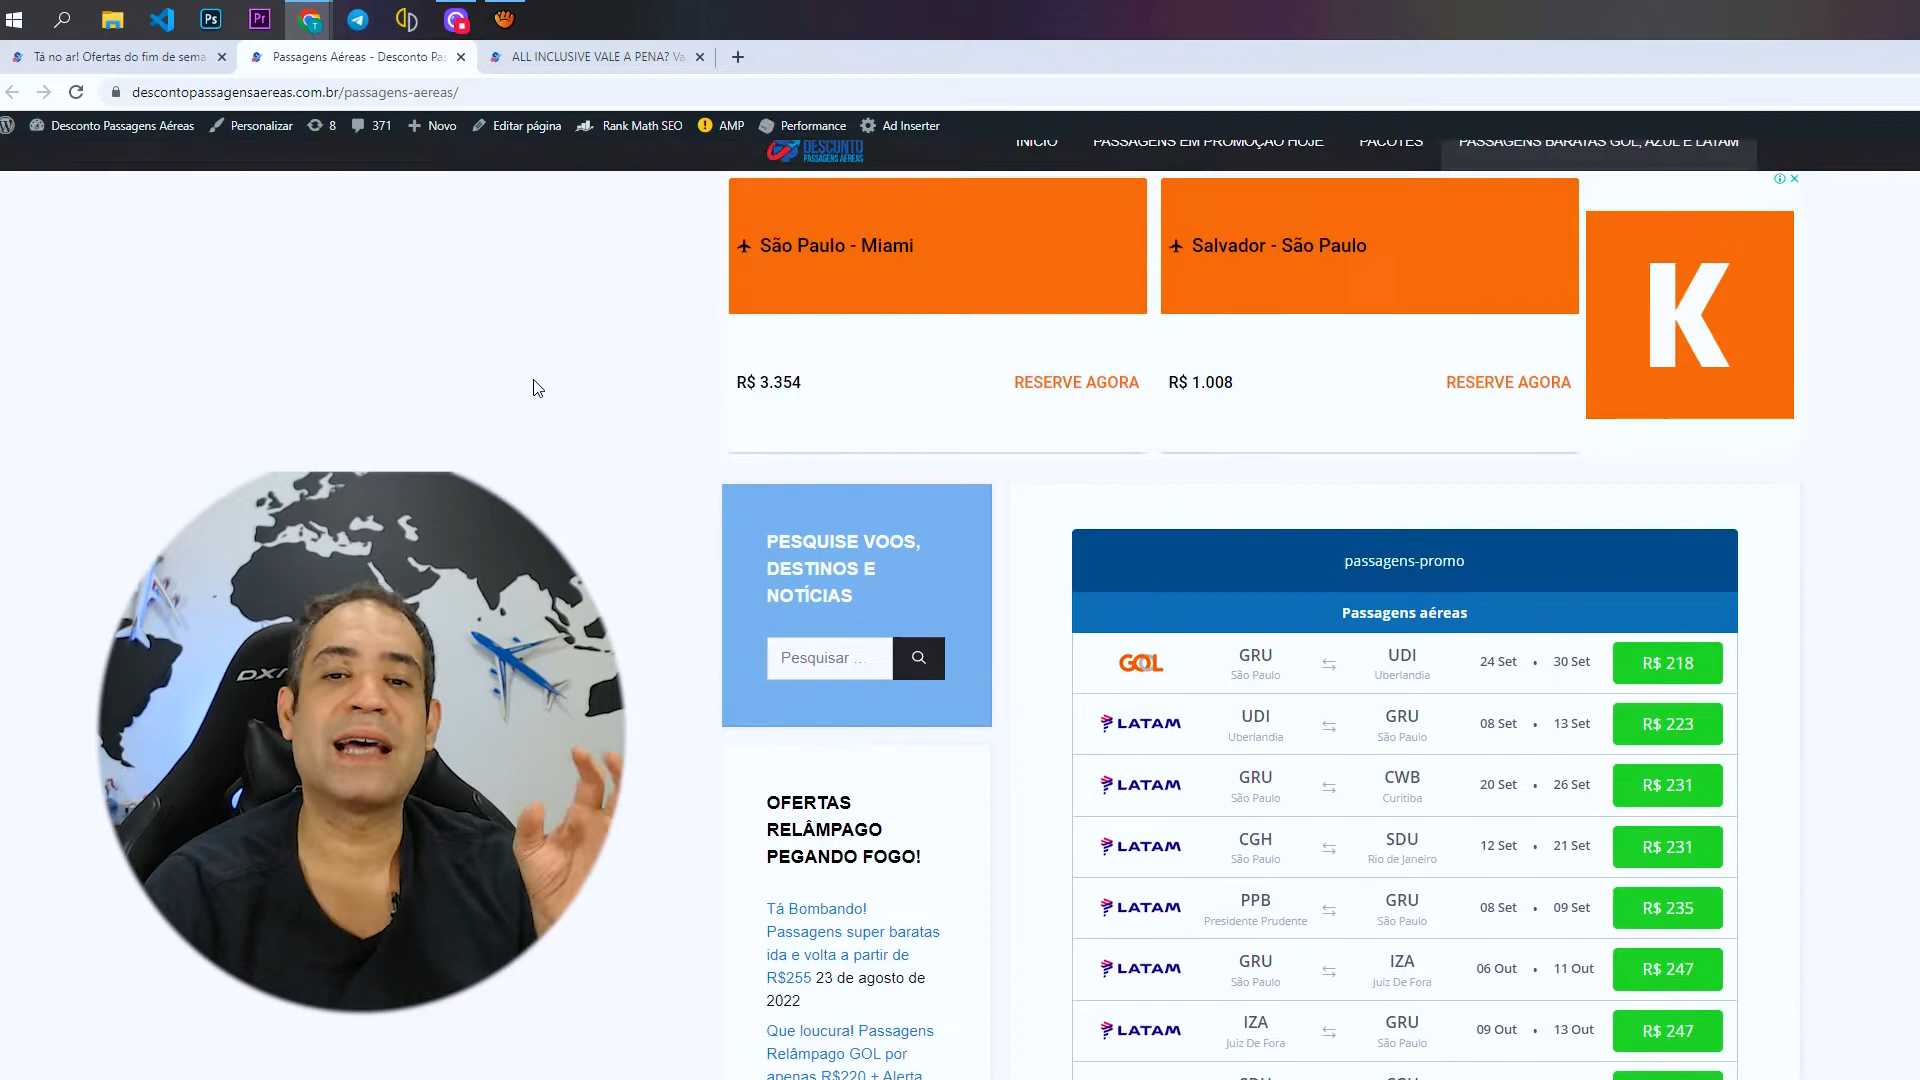 Ps
Pr
Tá no ar! Ofertas do fim de sema
Passagens Aéreas - Desconto Pas
ALL INCLUSIVE VALE A PENA? Va
descontopassagensaereas.com.br/passagens-aereas/
Desconto Passagens Aéreas
Personalizar
8
371
Novo
Editar página
Rank Math SEO
AMP
Performance
Ad Inserter
DESCONTO
PASSAGENS AÉREAS
INÍCIO
PASSAGENS EM PROMOÇÃO HOJE
PACOTES
PASSAGENS BARATAS GOL, AZUL E LATAM
São Paulo - Miami
R$ 3.354
RESERVE AGORA
Salvador - São Paulo
R$ 1.008
RESERVE AGORA
K
DX
PESQUISE VOOS,
DESTINOS E
NOTÍCIAS
Pesquisar ...
OFERTAS
RELÂMPAGO
PEGANDO FOGO!
Tá Bombando!
Passagens super baratas
ida e volta a partir de
R$255 23 de agosto de
2022
Que loucura! Passagens
Relâmpago GOL por
apenas R$220 + Alerta
passagens-promo
Passagens aéreas
GOL GRU UDI 24 Set • 30 Set R$ 218
São Paulo Uberlandia
LATAM UDI GRU 08 Set • 13 Set R$ 223
Uberlandia São Paulo
LATAM GRU CWB 20 Set • 26 Set R$ 231
São Paulo Curitiba
LATAM CGH SDU 12 Set • 21 Set R$ 231
São Paulo Rio de Janeiro
LATAM PPB GRU 08 Set • 09 Set R$ 235
Presidente Prudente São Paulo
LATAM GRU IZA 06 Out • 11 Out R$ 247
São Paulo Juiz De Fora
LATAM IZA GRU 09 Out • 13 Out R$ 247
Juiz De Fora São Paulo